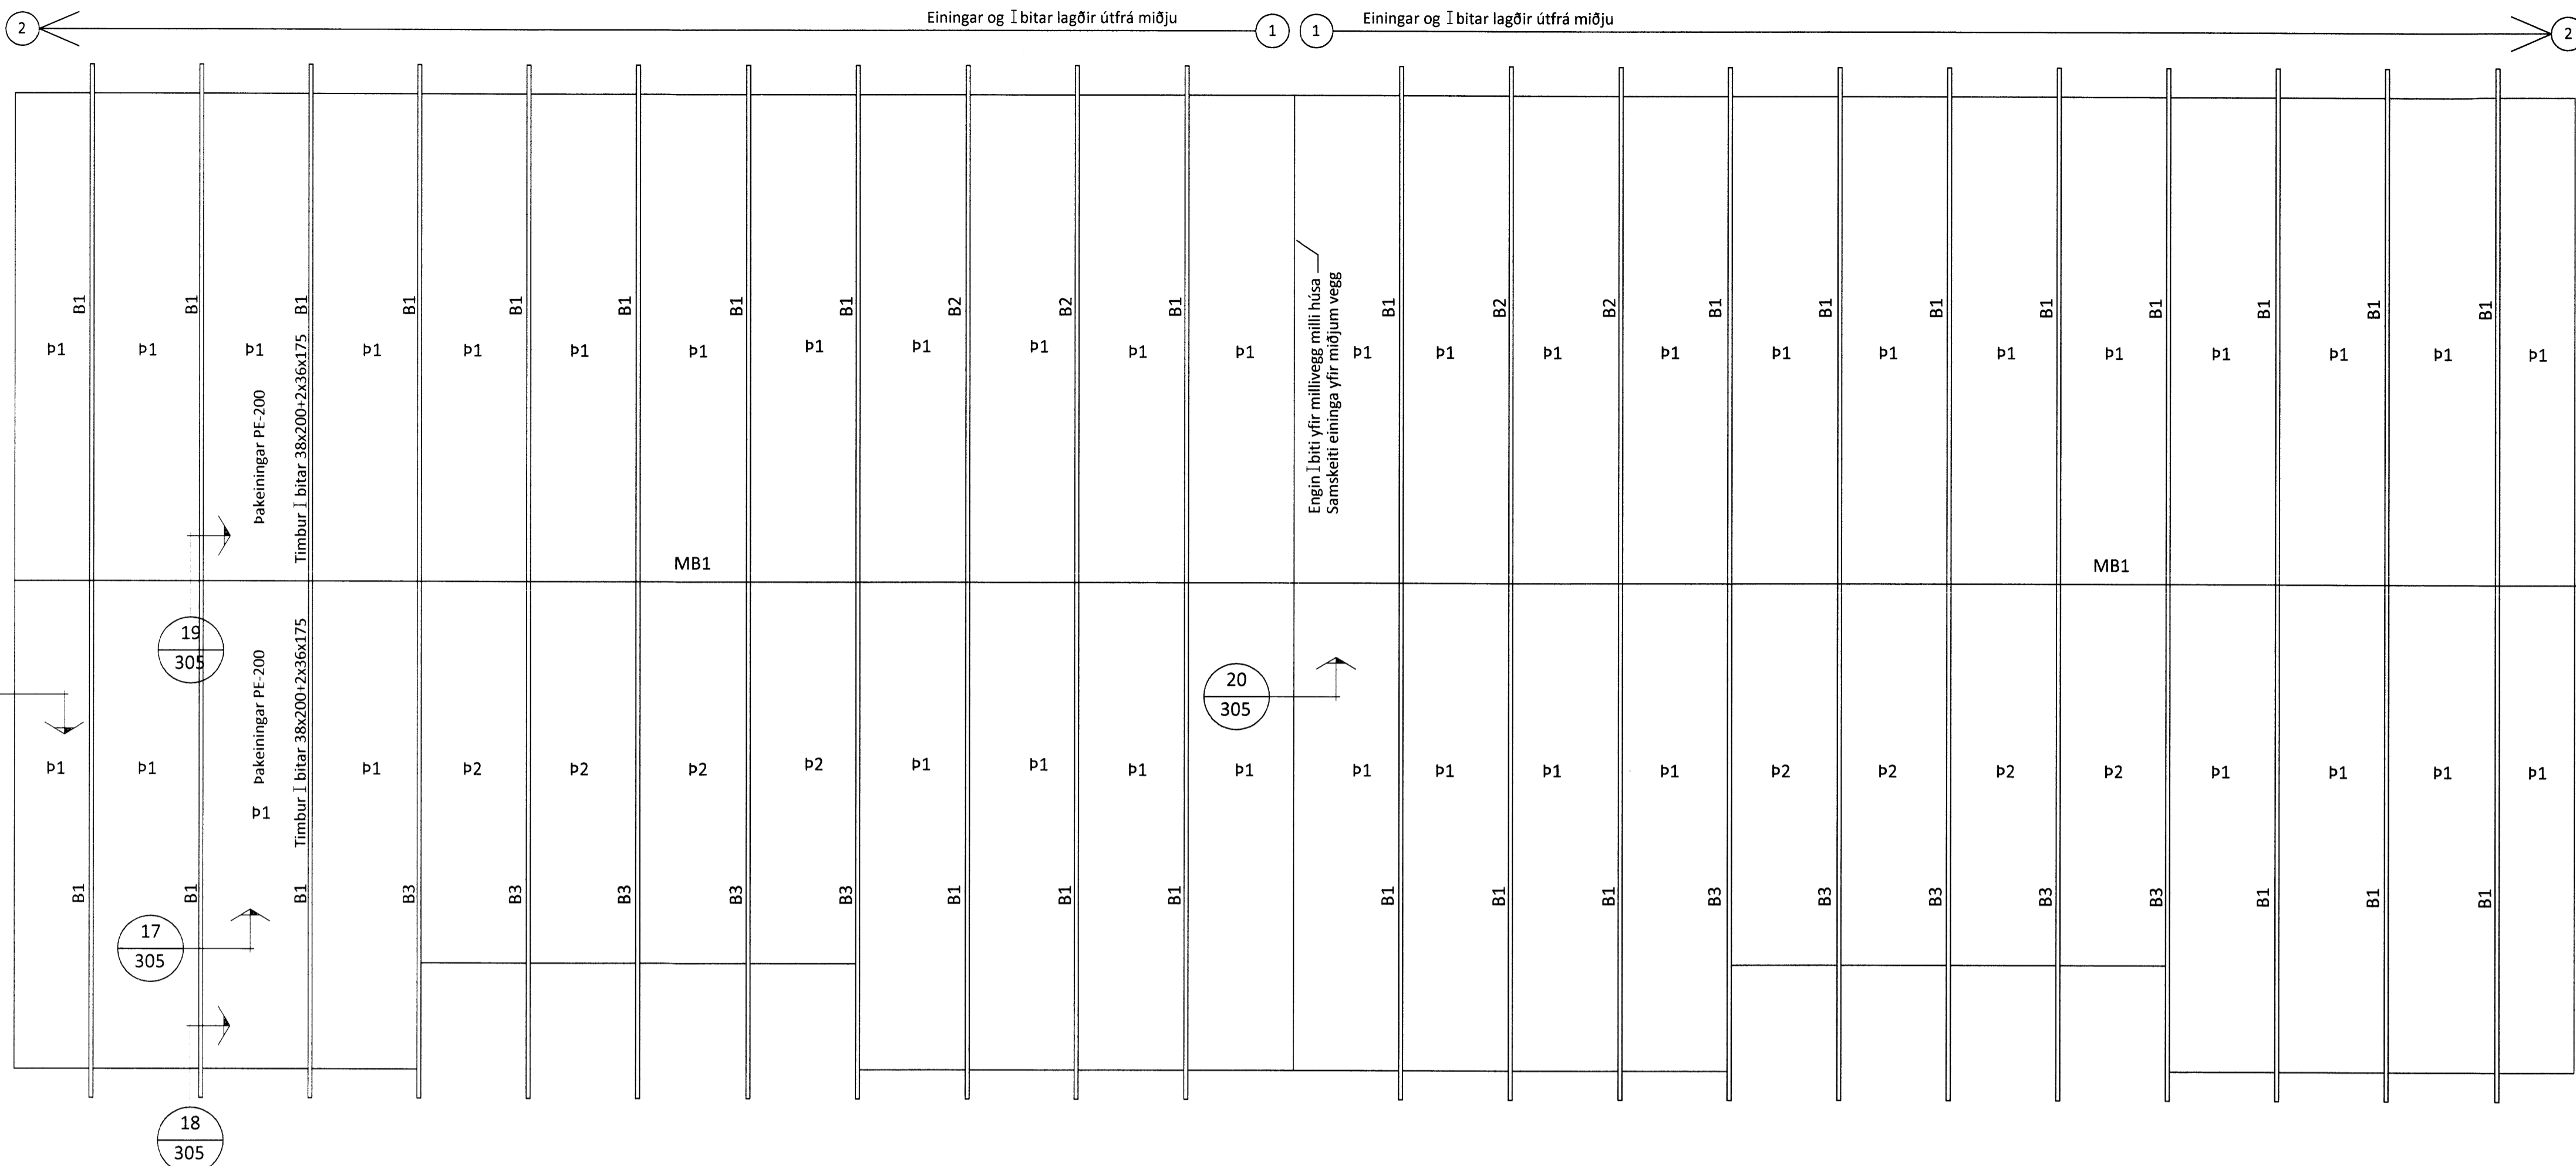 2 Einingar og I bitar lagðir útfrá miðju 1 1 Einingar og I bitar lagðir útfrá miðju 2
B1 B1 B1 B1 B1 B1 B1 B1 B2 B2 B1 B1 B2 B2 B1 B1 B1 B1 B1 B1 B1 B1
Þ1 Þ1 Þ1 Þ1 Þ1 Þ1 Þ1 Þ1 Þ1 Þ1 Þ1 Þ1 Þ1 Þ1 Þ1 Þ1 Þ1 Þ1 Þ1 Þ1 Þ1 Þ1 Þ1 Þ1
Þakeiningar PE-200
Timbur I bitar 38x200+2x36x175
Engin I biti yfir millivegg milli húsa
Samskeiti eininga yfir miðjum vegg
MB1 MB1
19
305
Þakeiningar PE-200
Timbur I bitar 38x200+2x36x175
20
305
Þ1 Þ1 Þ1 Þ1 Þ2 Þ2 Þ2 Þ2 Þ1 Þ1 Þ1 Þ1 Þ1 Þ1 Þ1 Þ1 Þ2 Þ2 Þ2 Þ2 Þ1 Þ1 Þ1 Þ1
B1 B1 B1 B3 B3 B3 B3 B3 B1 B1 B1 B1 B1 B1 B3 B3 B3 B3 B3 B1 B1 B1
17
305
18
305